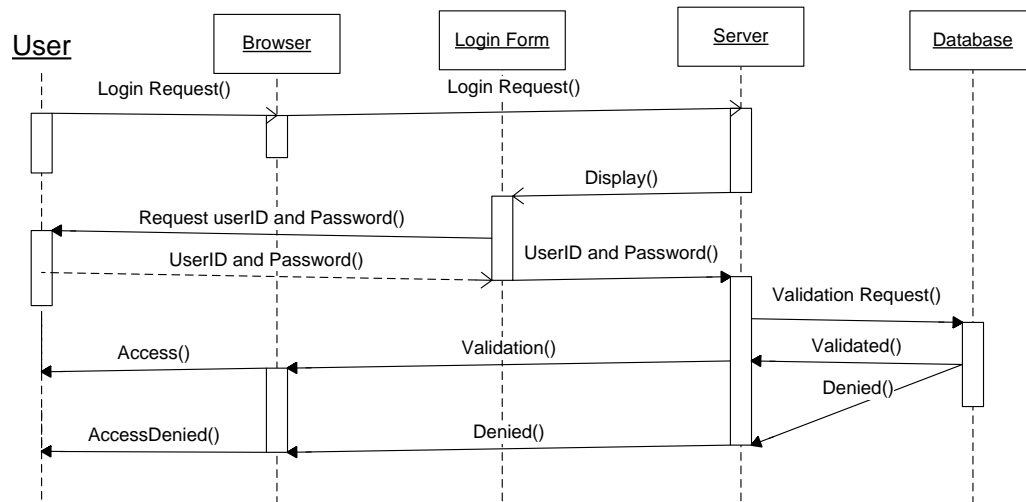 User
Browser
Login Form
Server
Database
Login Request()
Login Request()
Display()
Request userID and Password()
UserID and Password()
UserID and Password()
Validation Request()
Access()
Validation()
Validated()
Denied()
AccessDenied()
Denied()